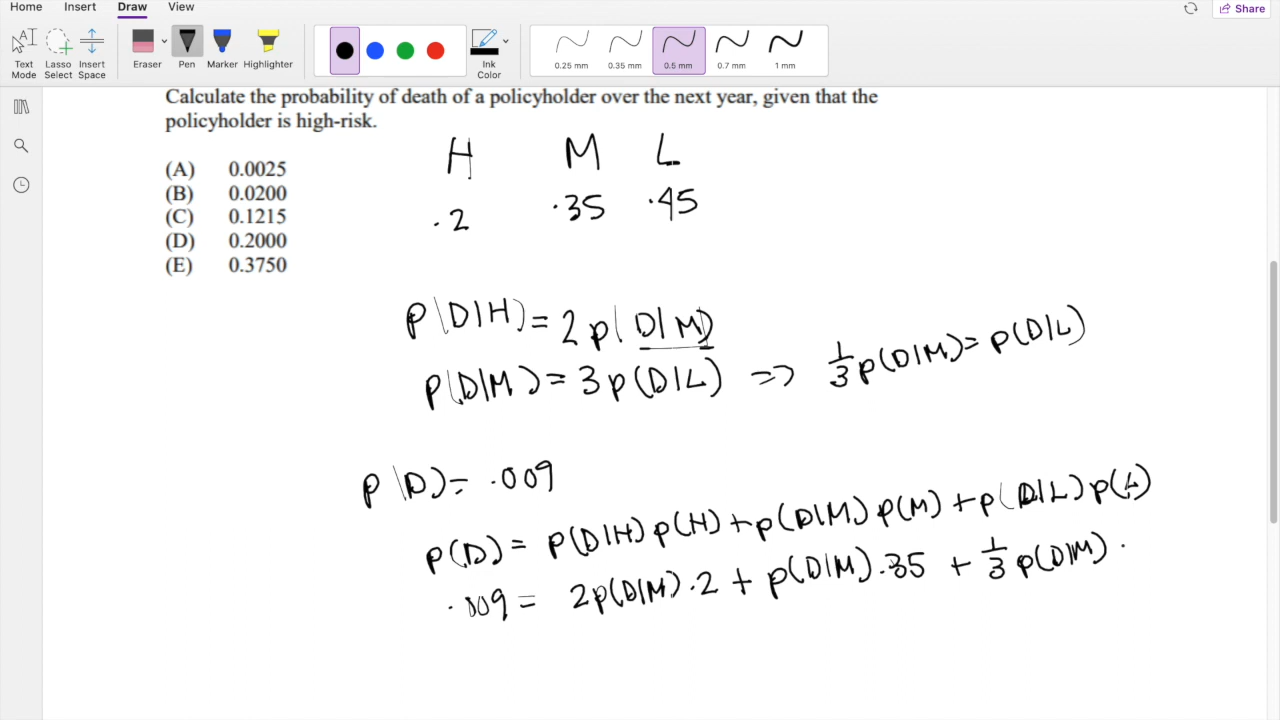 Home Insert Draw View Share
Text Mode Lasso Select Insert Space Eraser Pen Marker Highlighter Ink Color 0.25 mm 0.35 mm 0.5 mm 0.7 mm 1 mm
Calculate the probability of death of a policyholder over the next year, given that the
policyholder is high-risk.
H M L
(A) 0.0025
(B) 0.0200
.2 .35 .45
(C) 0.1215
(D) 0.2000
(E) 0.3750
P(D|H) = 2p(D|M)
P(D|M) = 3p(D|L) => 1/3 p(D|M) = p(D|L)
P(D) = .009
P(D) = P(D|H) p(H) + p(D|M) p(M) + p(D|L) p(L)
.009 = 2p(D|M) .2 + p(D|M) .35 + 1/3 p(D|M) .